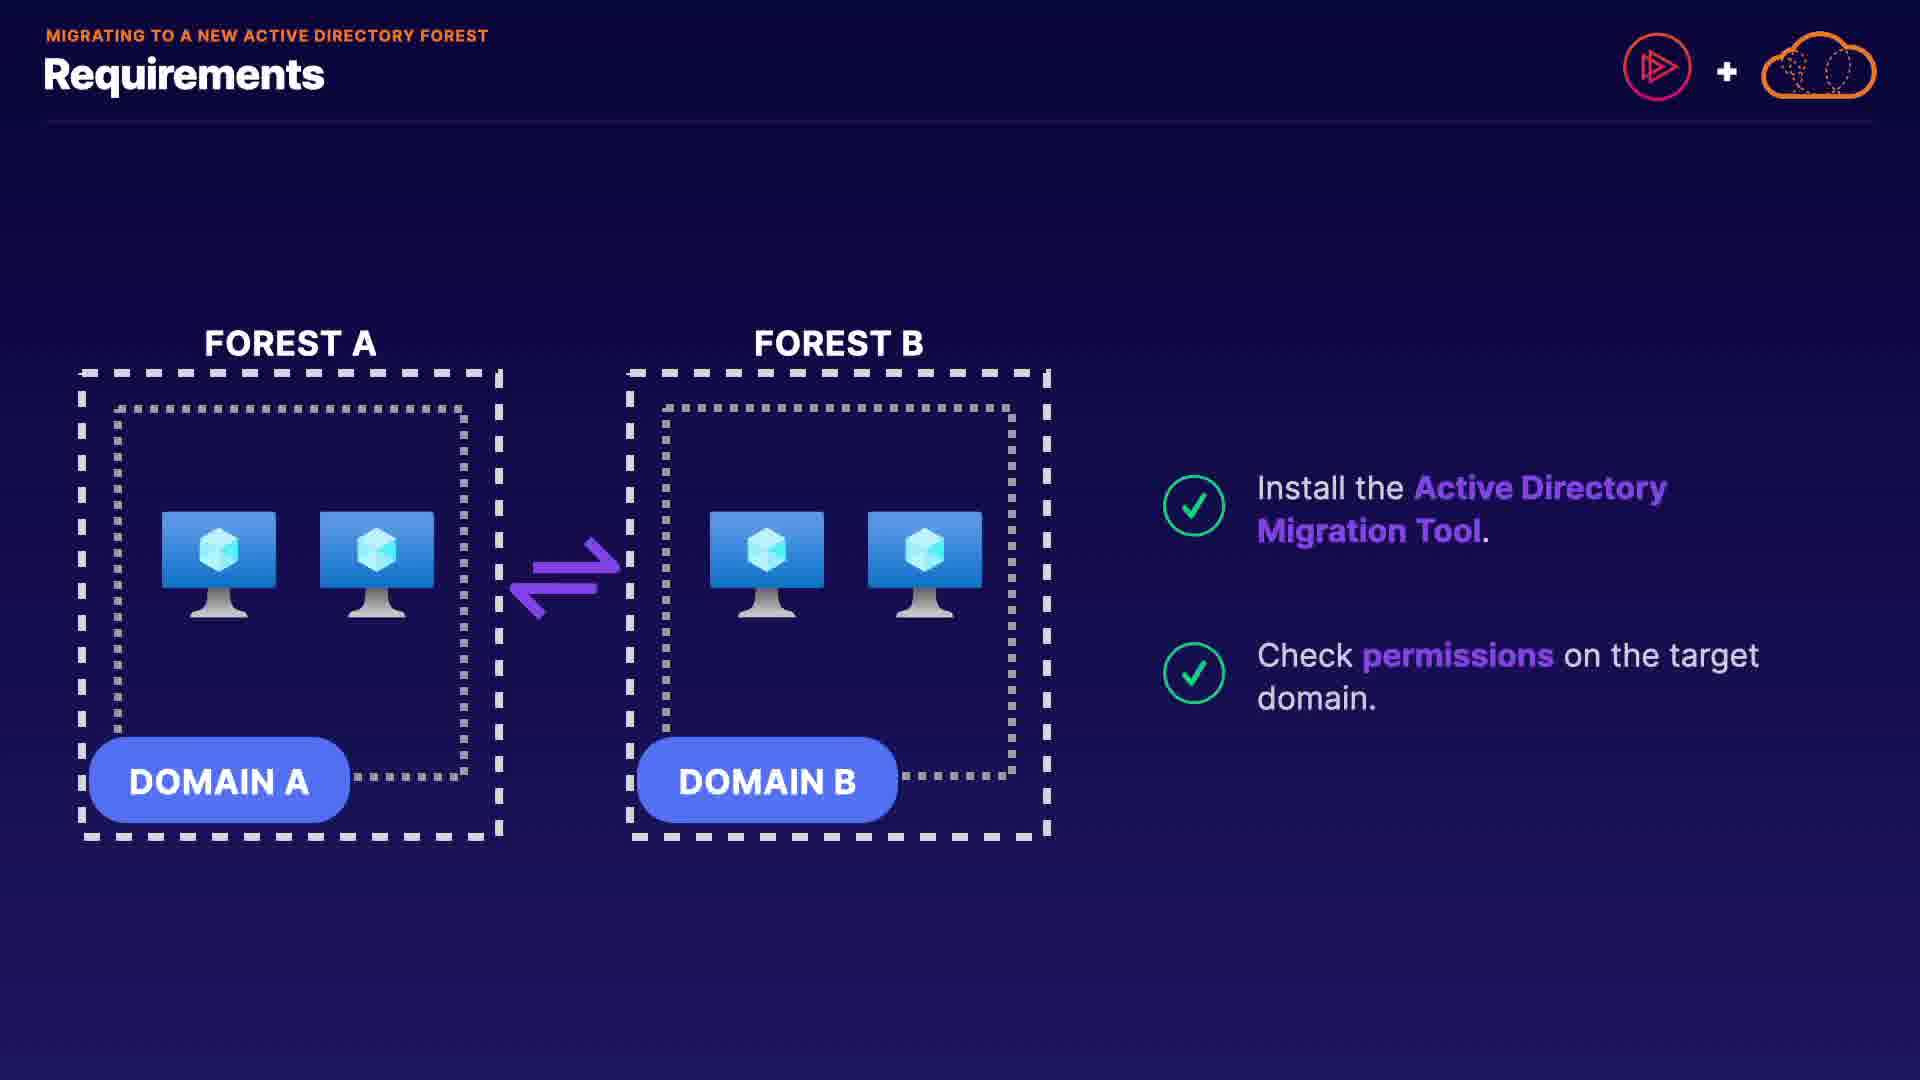 MIGRATING TO A NEW ACTIVE DIRECTORY FOREST
Requirements
FOREST A
FOREST B
DOMAIN A
DOMAIN B
Install the Active Directory
Migration Tool.
Check permissions on the target
domain.